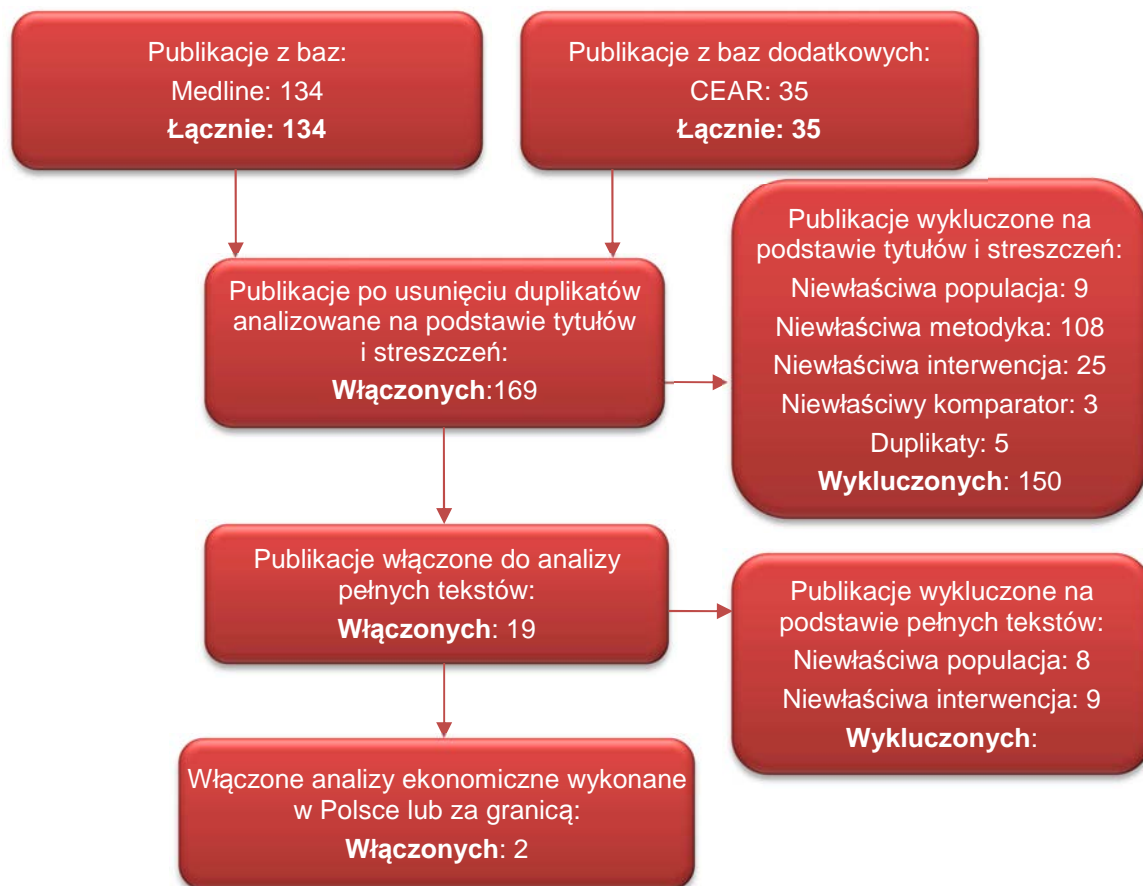 Publikacje z baz:
Medline: 134
Łącznie: 134
Publikacje z baz dodatkowych:
CEAR: 35
Łącznie: 35
Publikacje po usunięciu duplikatów
analizowane na podstawie tytułów
i streszczeń:
Włączonych:169
Publikacje wykluczone na
podstawie tytułów i streszczeń:
Niewłaściwa populacja: 9
Niewłaściwa metodyka: 108
Niewłaściwa interwencja: 25
Niewłaściwy komparator: 3
Duplikaty: 5
Wykluczonych: 150
Publikacje włączone do analizy
pełnych tekstów:
Włączonych: 19
Publikacje wykluczone na
podstawie pełnych tekstów:
Niewłaściwa populacja: 8
Niewłaściwa interwencja: 9
Wykluczonych:
Włączone analizy ekonomiczne wykonane
w Polsce lub za granicą:
Włączonych: 2